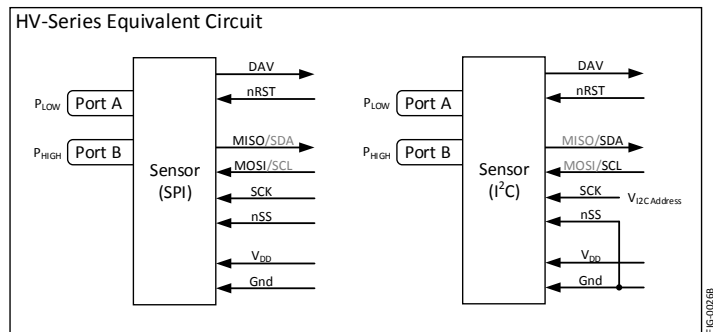 HV-Series Equivalent Circuit
DAV
nRST
PLOW Port A
PHIGH Port B
MISO/SDA
MOSI/SCL
Sensor
(SPI)
SCK
nSS
VDD
Gnd
DAV
nRST
PLOW Port A
PHIGH Port B
MISO/SDA
MOSI/SCL
Sensor
(I2C)
SCK
VI2C Address
nSS
VDD
Gnd
FIG-0026B